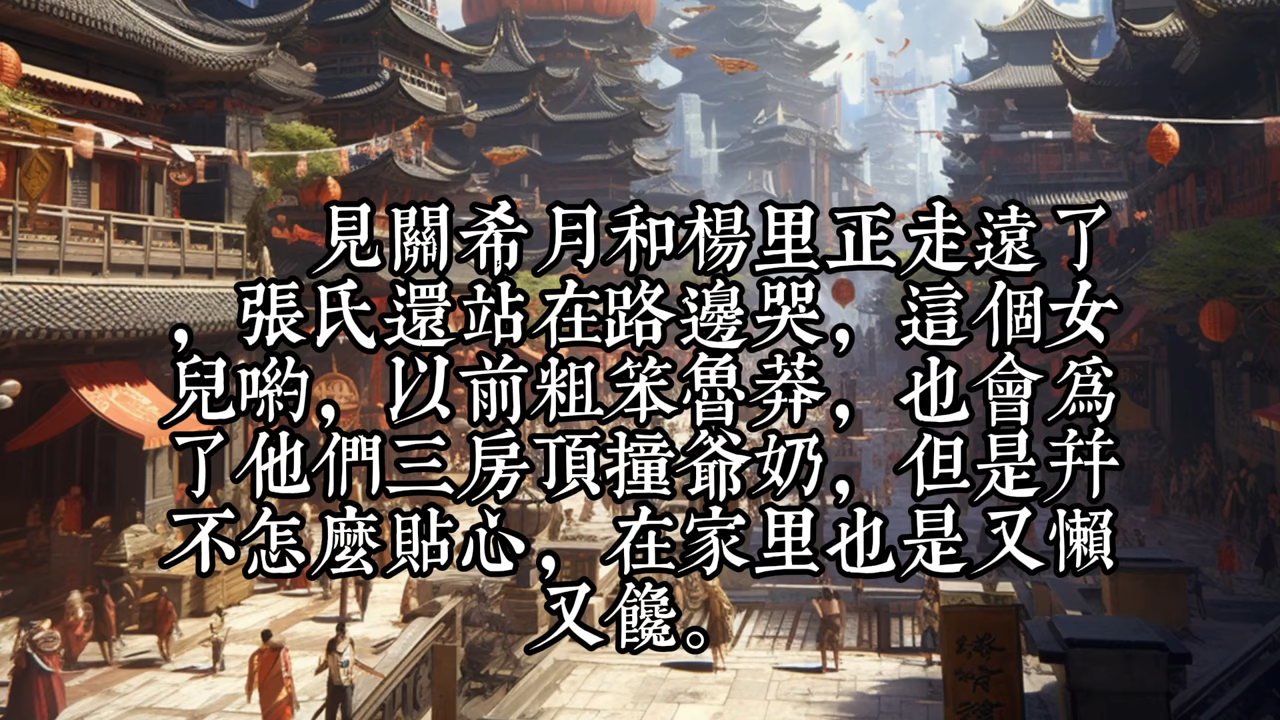 見關希月和楊里正走遠了
，張氏還站在路邊哭，這個女
兒喲，以前粗笨魯莽，也會爲
了他們三房頂撞爺奶，但是幷
不怎麼貼心，在家里也是又懶
又饞。